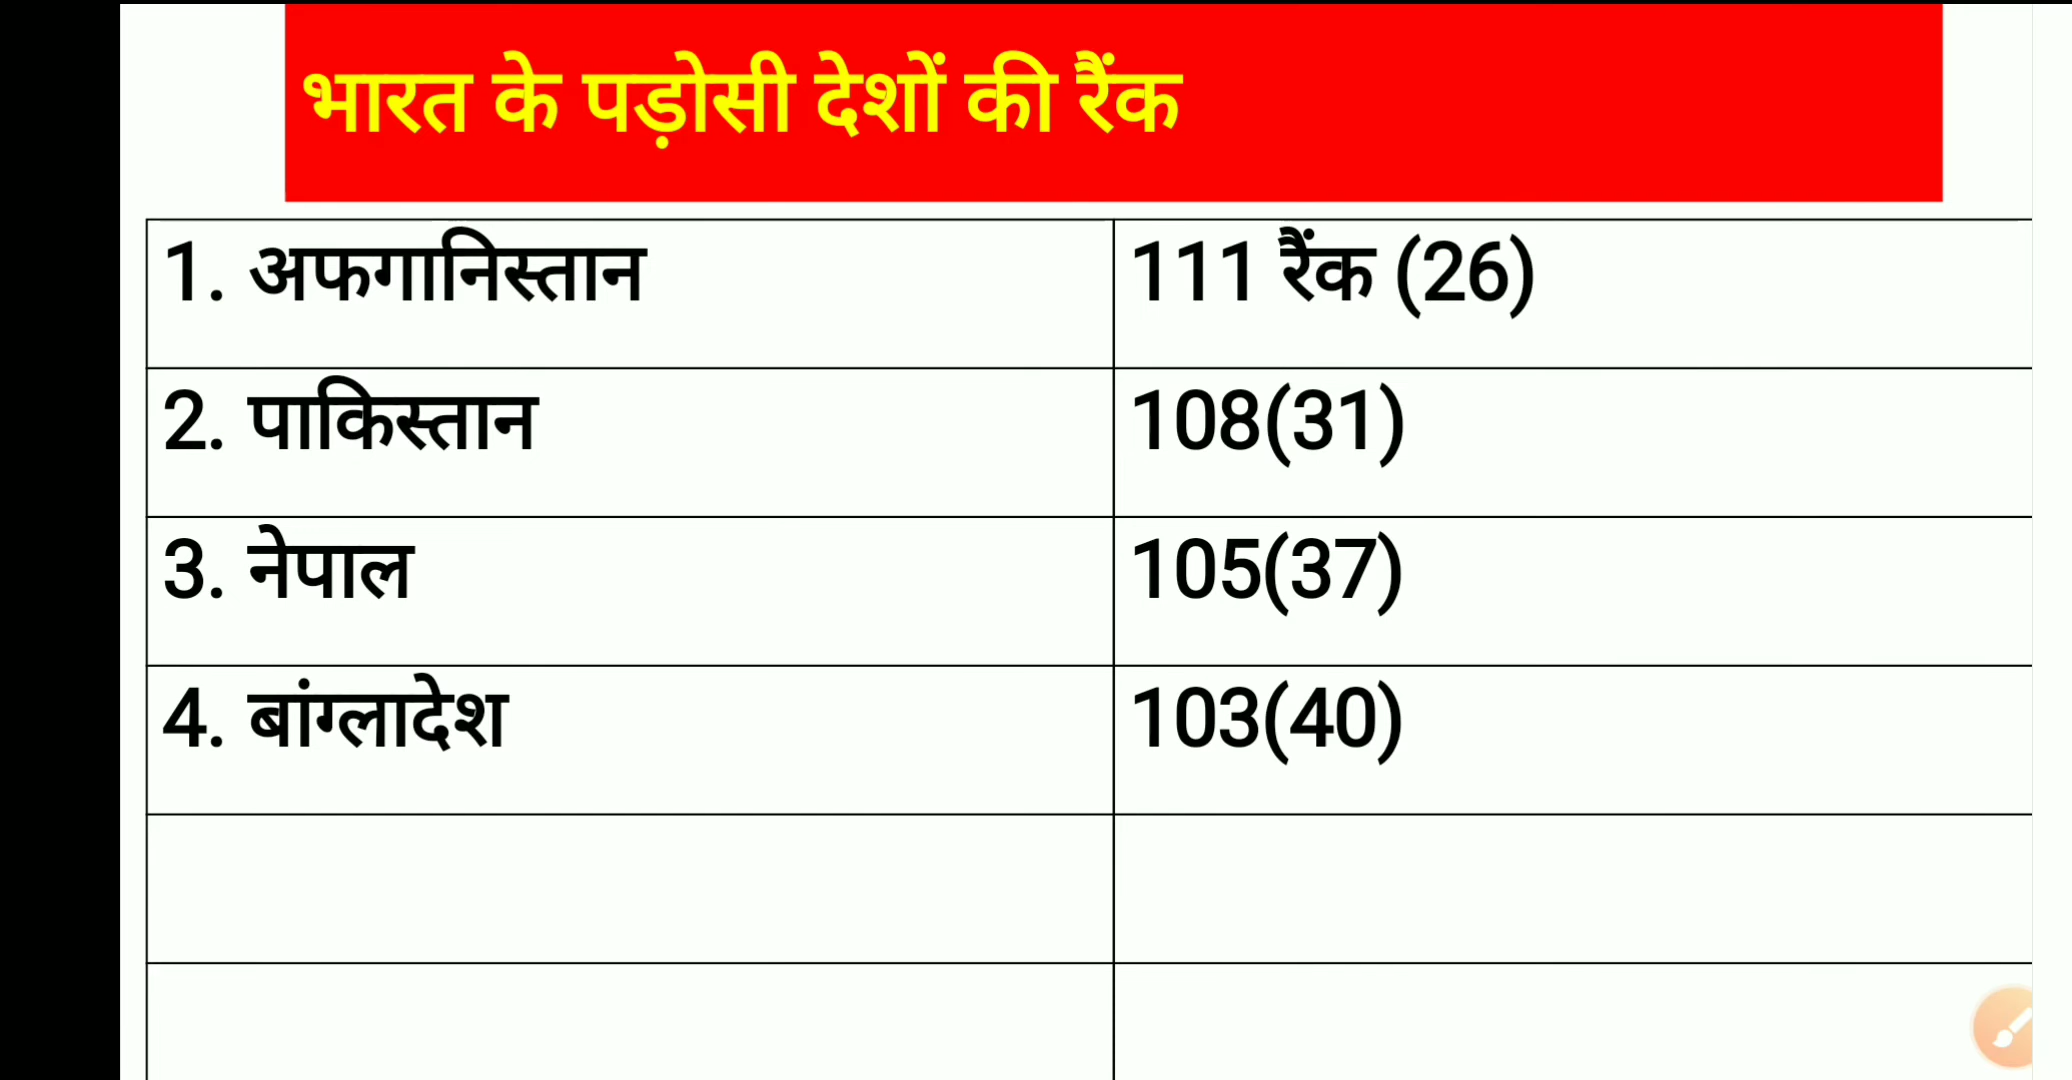 भारत के पड़ोसी देशों की रैंक
1. अफगानिस्तान 111 रैंक (26)
2. पाकिस्तान 108(31)
3. नेपाल 105(37)
4. बांग्लादेश 103(40)